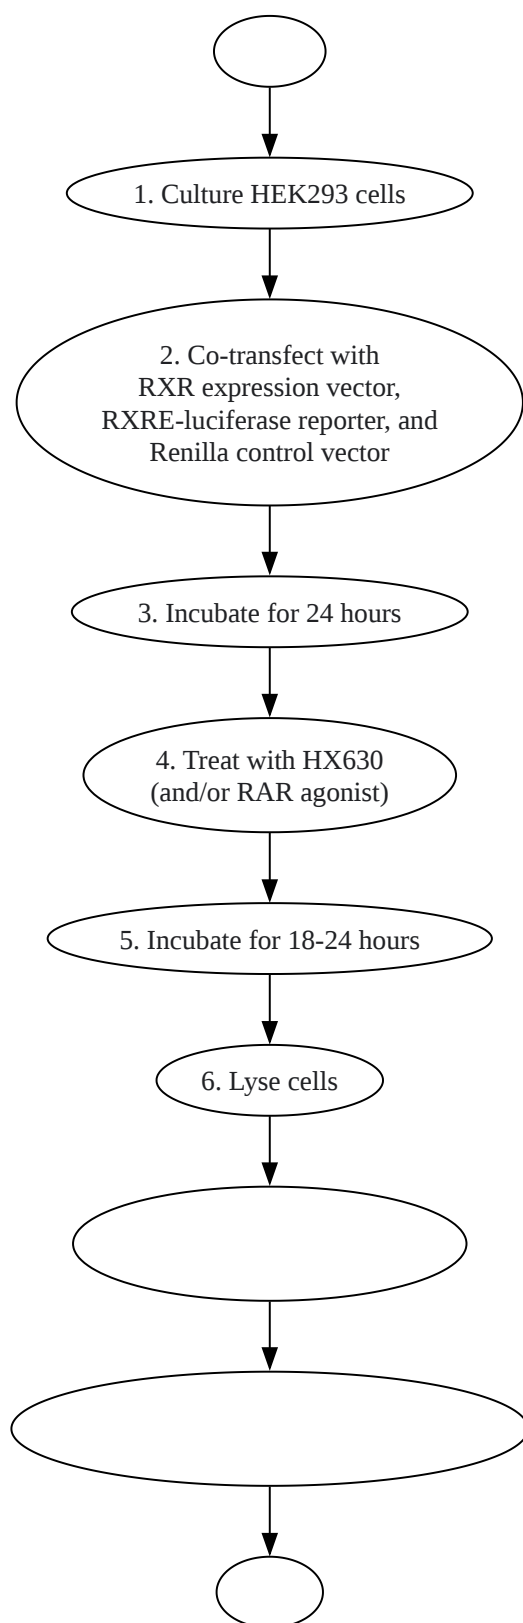 1. Culture HEK293 cells
2. Co-transfect with
RXR expression vector,
RXRE-luciferase reporter, and
Renilla control vector
3. Incubate for 24 hours
4. Treat with HX630
(and/or RAR agonist)
5. Incubate for 18-24 hours
6. Lyse cells